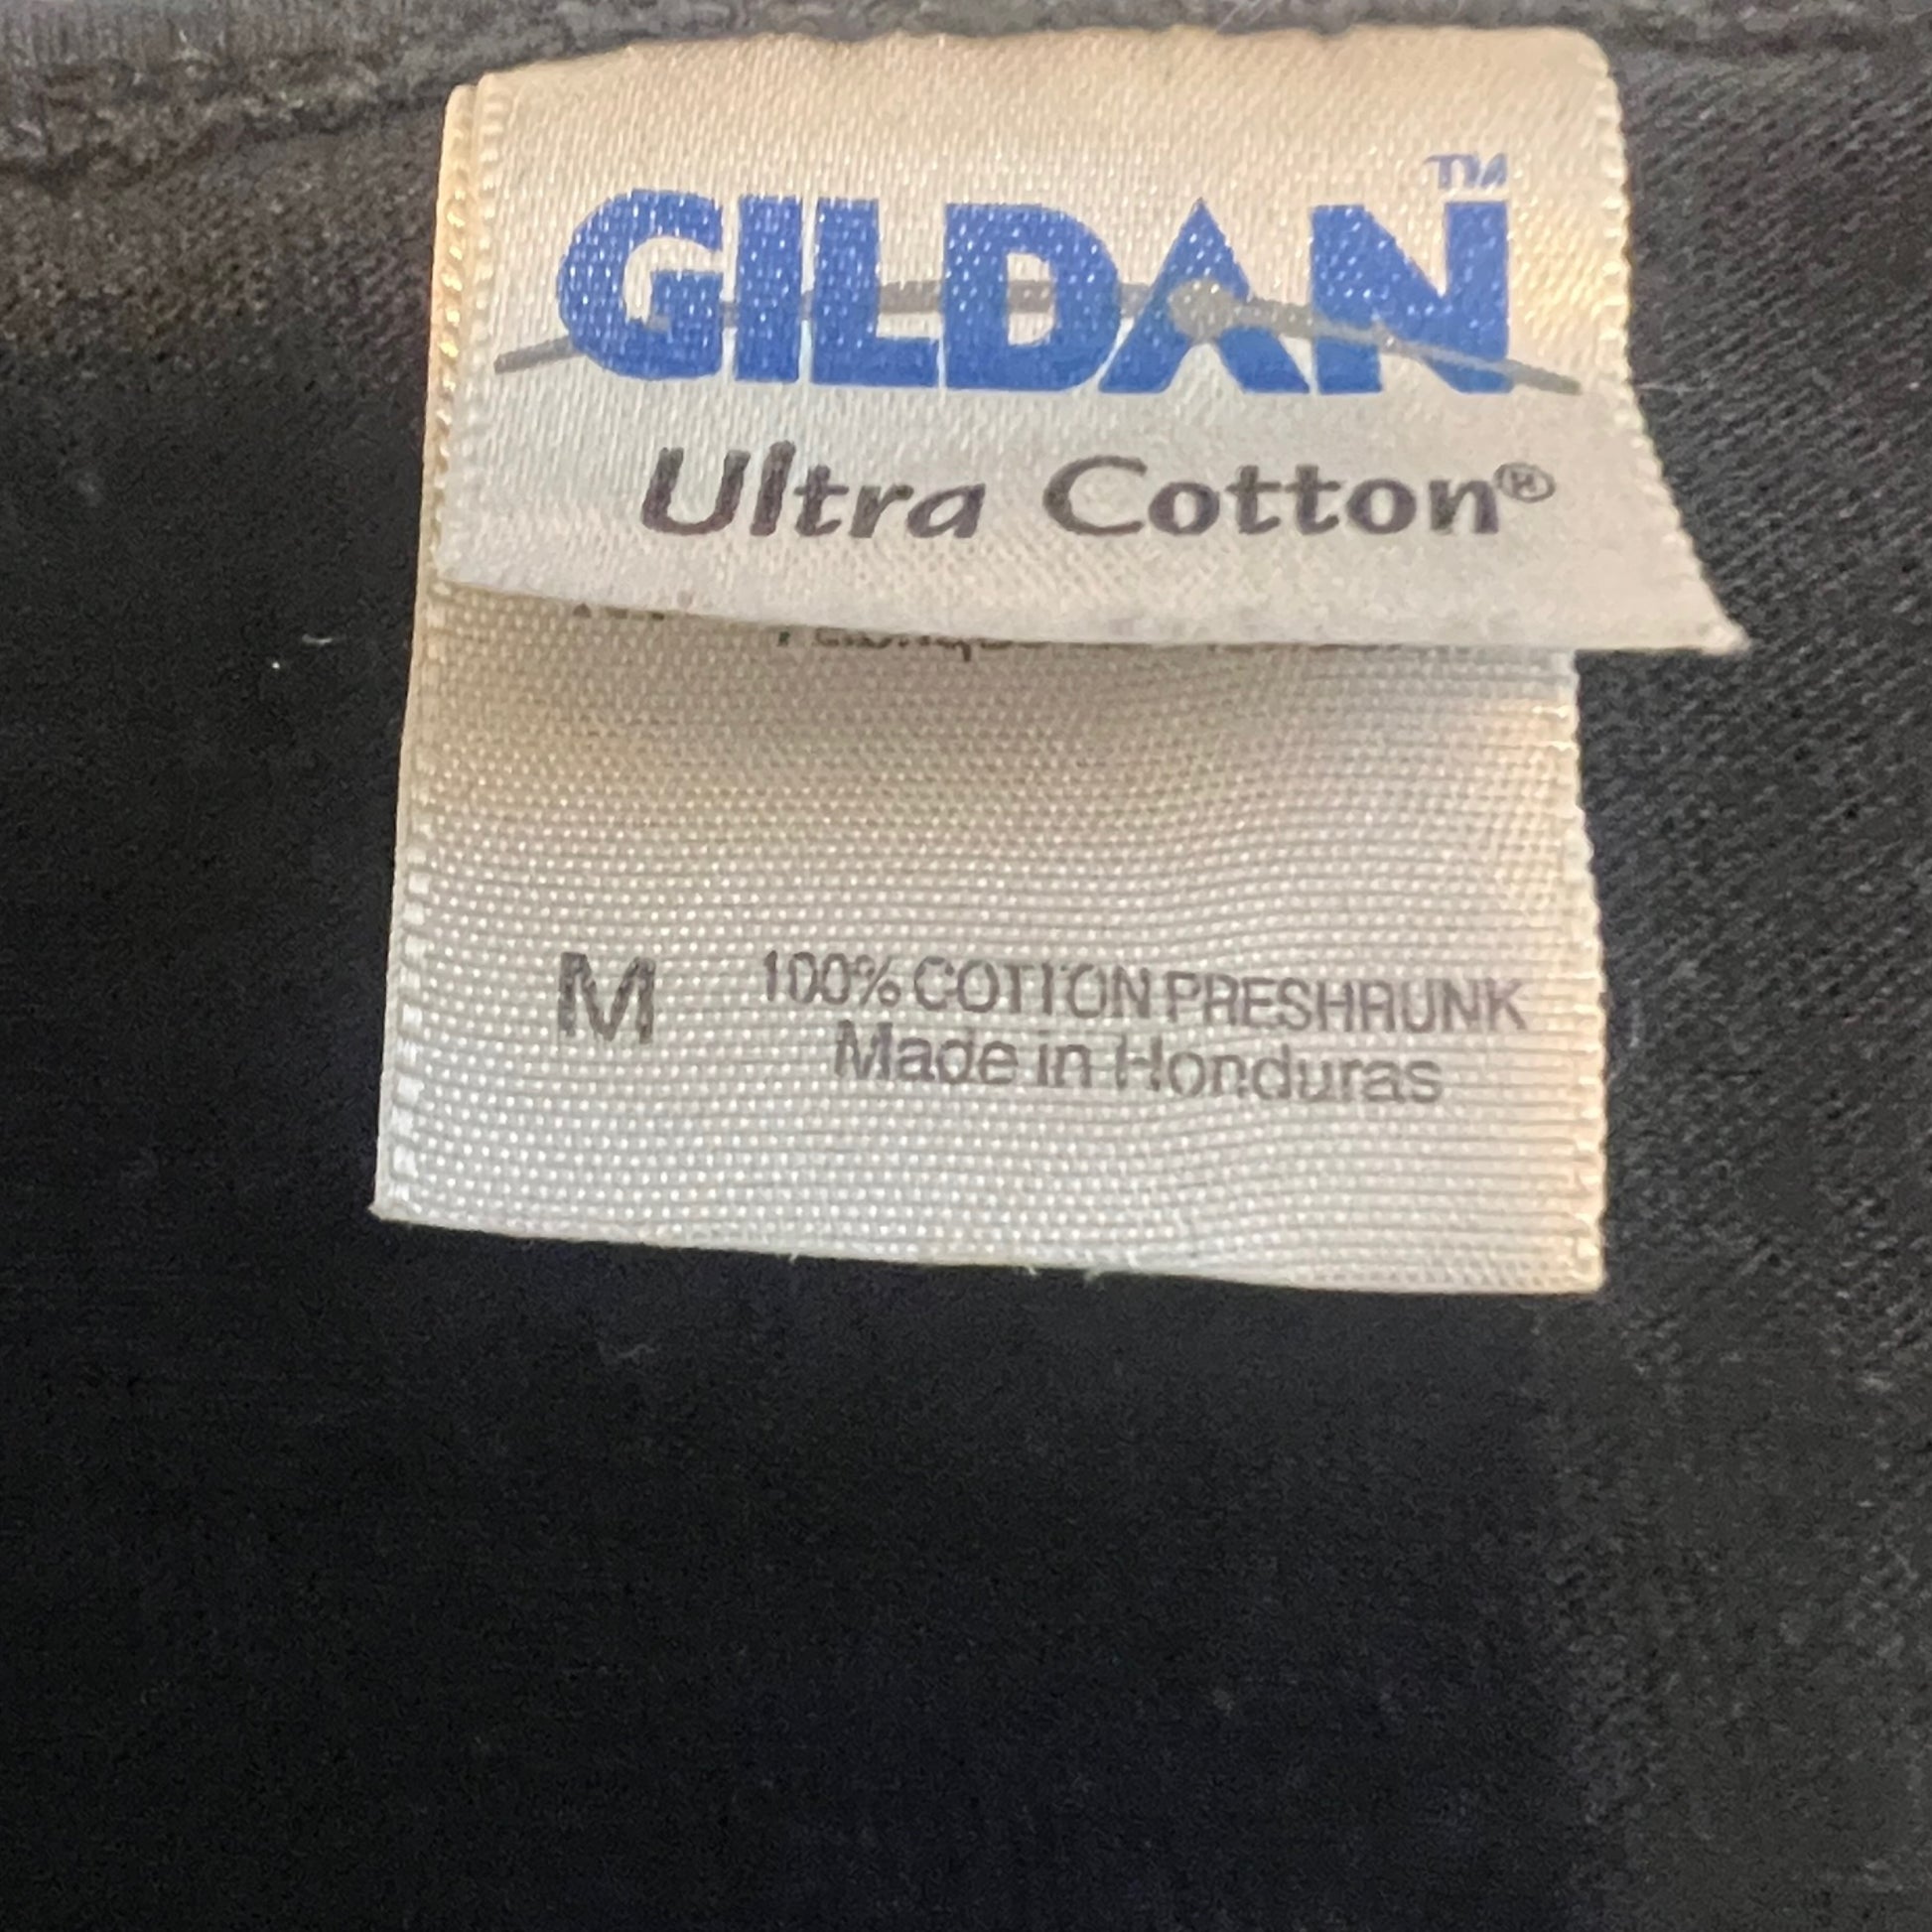 GILDAN™
Ultra Cotton®
M 100% COTTON PRESHRUNK
Made in Honduras